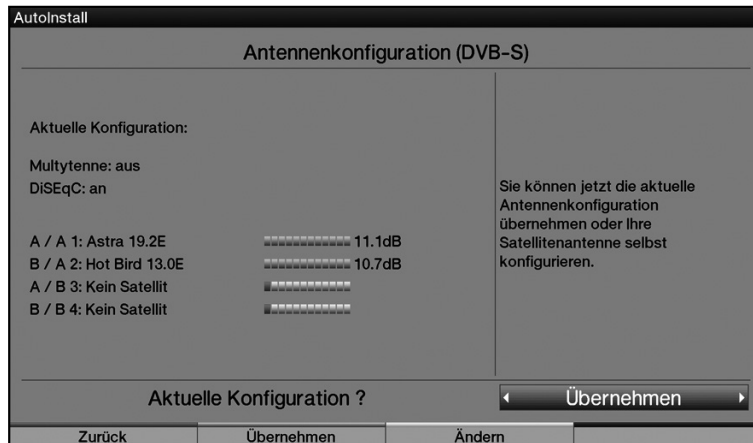 AutoInstall
Antennenkonfiguration (DVB-S)
Aktuelle Konfiguration:
Multytenne: aus
DiSEqC: an
A / A 1: Astra 19.2E 11.1dB
B / A 2: Hot Bird 13.0E 10.7dB
A / B 3: Kein Satellit
B / B 4: Kein Satellit
Sie können jetzt die aktuelle
Antennenkonfiguration
übernehmen oder Ihre
Satellitenantenne selbst
konfigurieren.
Aktuelle Konfiguration ?
Übernehmen
Zurück Übernehmen Ändern